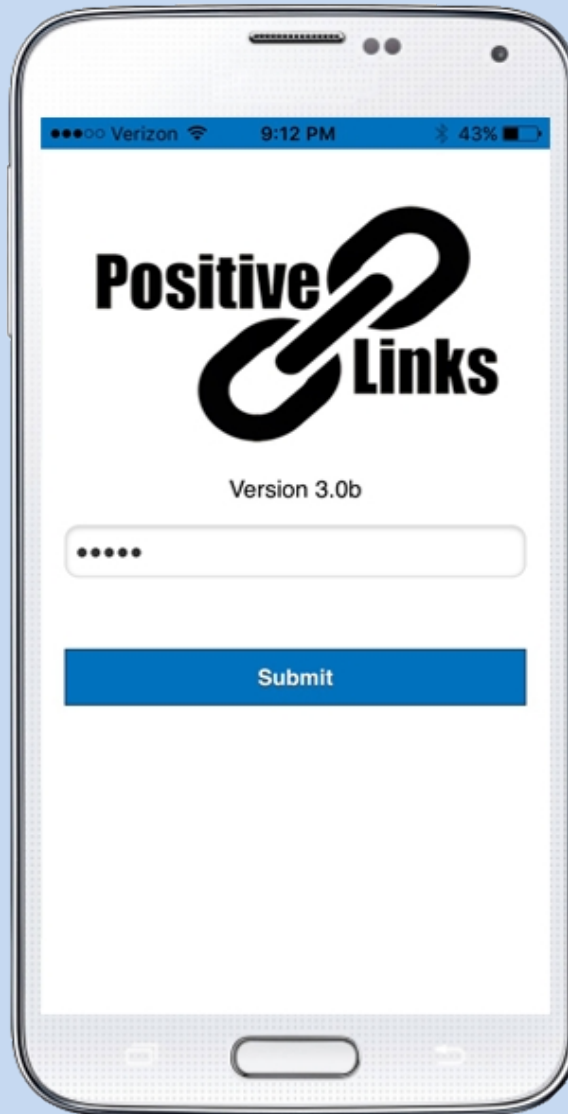 ●●●○○ Verizon 9:12 PM 43%
Positive
Links
Version 3.0b
•••••
Submit